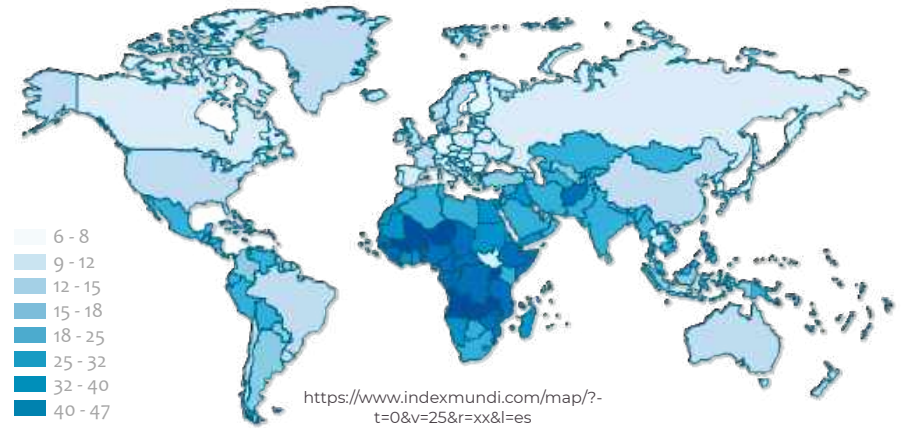 6 - 8
9 - 12
12 - 15
15 - 18
18 - 25
25 - 32
32 - 40
40 - 47
https://www.indexmundi.com/map/?-
t=0&v=25&r=xx&l=es